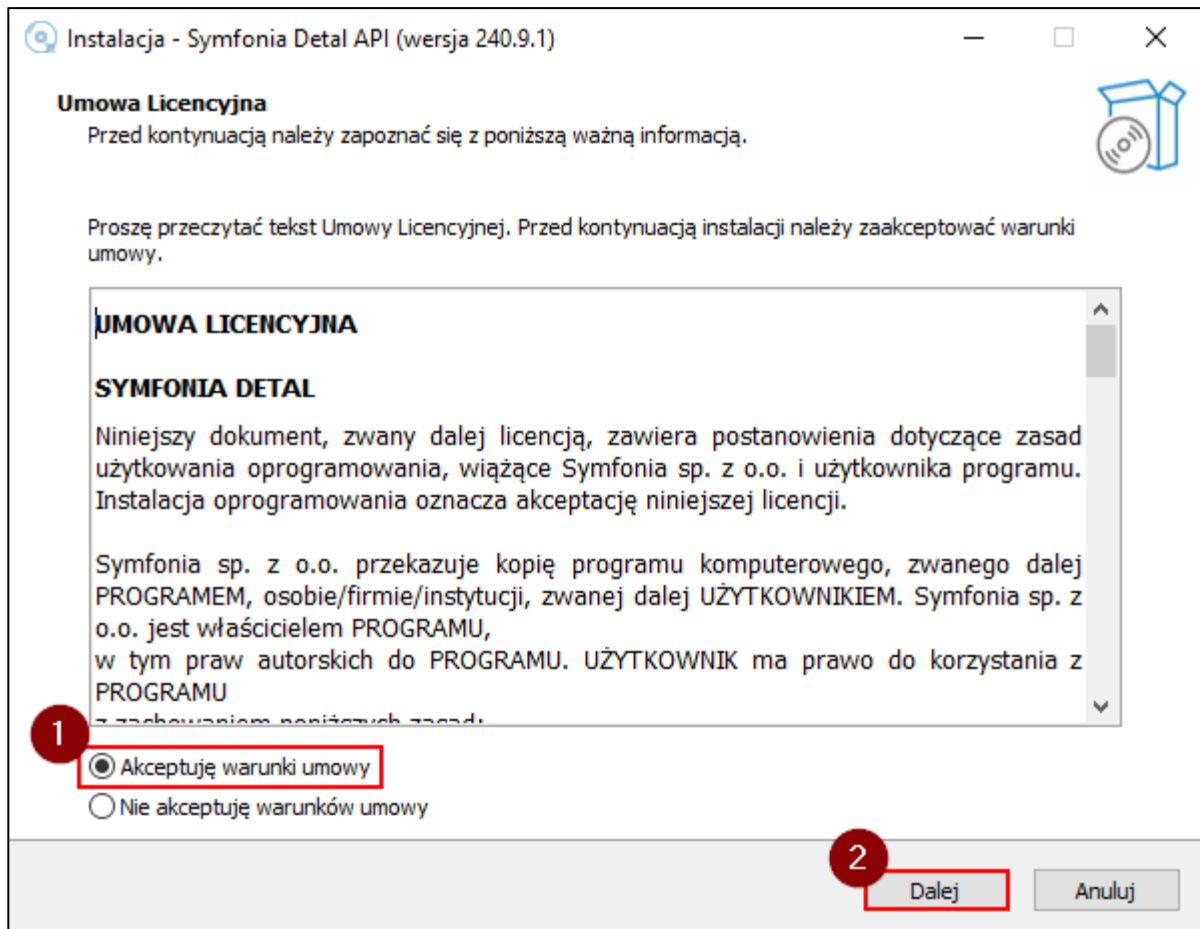 Instalacja - Symfonia Detal API (wersja 240.9.1)
Umowa Licencyjna
Przed kontynuacją należy zapoznać się z poniższą ważną informacją.
Proszę przeczytać tekst Umowy Licencyjnej. Przed kontynuacją instalacji należy zaakceptować warunki
umowy.
UMOWA LICENCYJNA
SYMFONIA DETAL
Niniejszy dokument, zwany dalej licencją, zawiera postanowienia dotyczące zasad
użytkowania oprogramowania, wiążące Symfonia sp. z o.o. i użytkownika programu.
Instalacja oprogramowania oznacza akceptację niniejszej licencji.
Symfonia sp. z o.o. przekazuje kopię programu komputerowego, zwanego dalej
PROGRAMEM, osobie/firmie/instytucji, zwanej dalej UŻYTKOWNIKIEM. Symfonia sp. z
o.o. jest właścicielem PROGRAMU,
w tym praw autorskich do PROGRAMU. UŻYTKOWNIK ma prawo do korzystania z
PROGRAMU
z zachowaniem poniższych zasad:
1
Akceptuję warunki umowy
Nie akceptuję warunków umowy
2
Dalej
Anuluj